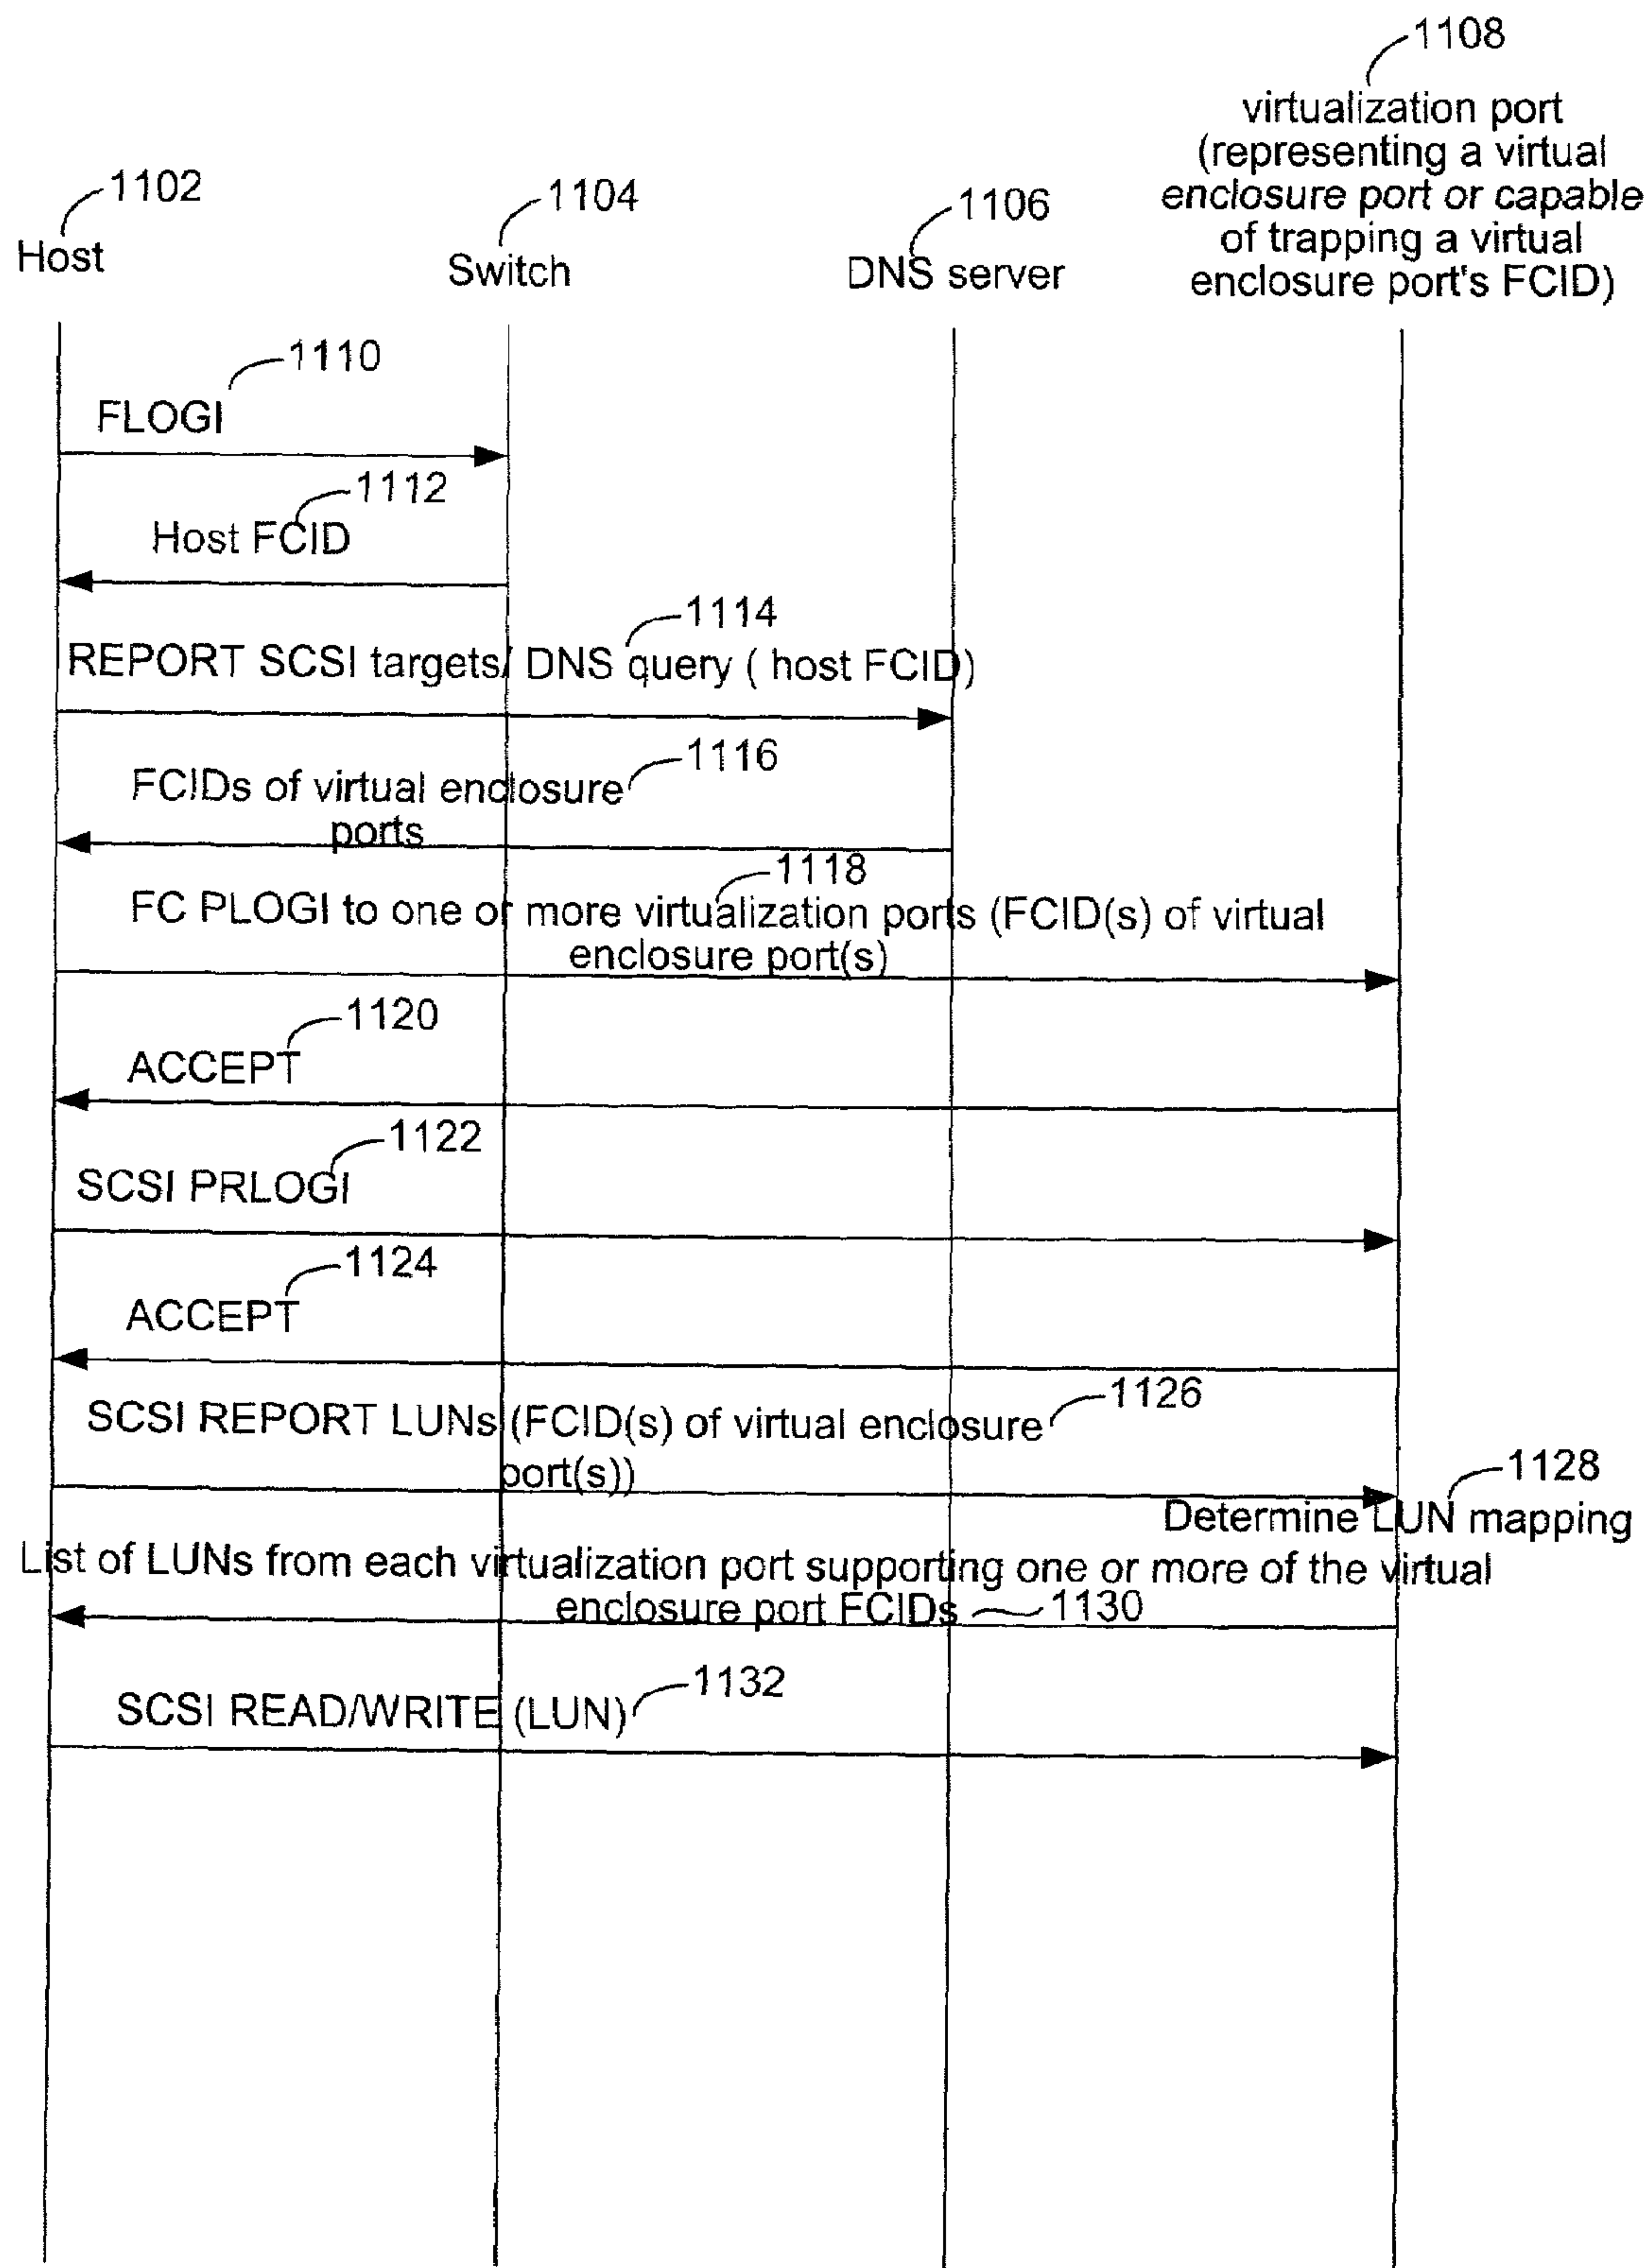 1108
virtualization port
(representing a virtual
enclosure port or capable
of trapping a virtual
enclosure port's FCID)
1102
Host
1104
Switch
1106
DNS server
1110
FLOGI
1112
Host FCID
1114
REPORT SCSI targets/ DNS query ( host FCID)
1116
FCIDs of virtual enclosure
ports
1118
FC PLOGI to one or more virtualization ports (FCID(s) of virtual
enclosure port(s)
1120
ACCEPT
1122
SCSI PRLOGI
1124
ACCEPT
1126
SCSI REPORT LUNs (FCID(s) of virtual enclosure
port(s))
1128
Determine LUN mapping
List of LUNs from each virtualization port supporting one or more of the virtual
enclosure port FCIDs 1130
1132
SCSI READ/WRITE (LUN)